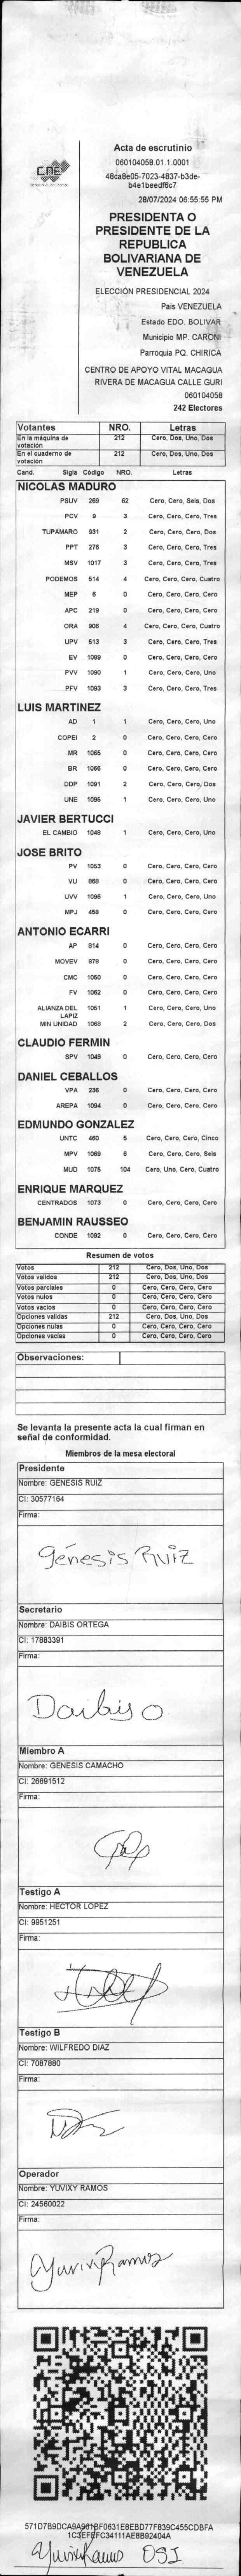 CNE
Acta de escrutinio
060104058.01.1.0001
48ca8e05-7023-4837-b3de-
b4e1beedf6c7
28/07/2024 06:55:55 PM
PRESIDENTA O
PRESIDENTE DE LA
REPUBLICA
BOLIVARIANA DE
VENEZUELA
ELECCIÓN PRESIDENCIAL 2024
Pais VENEZUELA
Estado EDO. BOLIVAR
Municipio MP. CARONI
Parroquia PQ. CHIRICA
CENTRO DE APOYO VITAL MACAGUA
RIVERA DE MACAGUA CALLE GURI
060104058
242 Electores
Votantes NRO. Letras
En la máquina de votación 212 Cero, Dos, Uno, Dos
En el cuaderno de votación 212 Cero, Dos, Uno, Dos
Cand. Sigla Código NRO. Letras
NICOLAS MADURO
PSUV 269 62 Cero, Cero, Seis, Dos
PCV 9 3 Cero, Cero, Cero, Tres
TUPAMARO 931 2 Cero, Cero, Cero, Dos
PPT 276 3 Cero, Cero, Cero, Tres
MSV 1017 3 Cero, Cero, Cero, Tres
PODEMOS 514 4 Cero, Cero, Cero, Cuatro
MEP 6 0 Cero, Cero, Cero, Cero
APC 219 0 Cero, Cero, Cero, Cero
ORA 906 4 Cero, Cero, Cero, Cuatro
UPV 513 3 Cero, Cero, Cero, Tres
EV 1089 0 Cero, Cero, Cero, Cero
PVV 1090 1 Cero, Cero, Cero, Uno
PFV 1093 3 Cero, Cero, Cero, Tres
LUIS MARTINEZ
AD 1 1 Cero, Cero, Cero, Uno
COPEI 2 0 Cero, Cero, Cero, Cero
MR 1065 0 Cero, Cero, Cero, Cero
BR 1066 0 Cero, Cero, Cero, Cero
DDP 1091 2 Cero, Cero, Cero, Dos
UNE 1095 1 Cero, Cero, Cero, Uno
JAVIER BERTUCCI
EL CAMBIO 1048 1 Cero, Cero, Cero, Uno
JOSE BRITO
PV 1053 0 Cero, Cero, Cero, Cero
VU 868 0 Cero, Cero, Cero, Cero
UVV 1096 1 Cero, Cero, Cero, Uno
MPJ 458 0 Cero, Cero, Cero, Cero
ANTONIO ECARRI
AP 814 0 Cero, Cero, Cero, Cero
MOVEV 878 0 Cero, Cero, Cero, Cero
CMC 1050 0 Cero, Cero, Cero, Cero
FV 1062 0 Cero, Cero, Cero, Cero
ALIANZA DEL LAPIZ 1051 1 Cero, Cero, Cero, Uno
MIN UNIDAD 1068 2 Cero, Cero, Cero, Dos
CLAUDIO FERMIN
SPV 1049 0 Cero, Cero, Cero, Cero
DANIEL CEBALLOS
VPA 236 0 Cero, Cero, Cero, Cero
AREPA 1094 0 Cero, Cero, Cero, Cero
EDMUNDO GONZALEZ
UNTC 460 5 Cero, Cero, Cero, Cinco
MPV 1069 6 Cero, Cero, Cero, Seis
MUD 1075 104 Cero, Uno, Cero, Cuatro
ENRIQUE MARQUEZ
CENTRADOS 1073 0 Cero, Cero, Cero, Cero
BENJAMIN RAUSSEO
CONDE 1092 0 Cero, Cero, Cero, Cero
Resumen de votos
Votos 212 Cero, Dos, Uno, Dos
Votos validos 212 Cero, Dos, Uno, Dos
Votos parciales 0 Cero, Cero, Cero, Cero
Votos nulos 0 Cero, Cero, Cero, Cero
Votos vacios 0 Cero, Cero, Cero, Cero
Opciones validas 212 Cero, Dos, Uno, Dos
Opciones nulas 0 Cero, Cero, Cero, Cero
Opciones vacias 0 Cero, Cero, Cero, Cero
Observaciones:
Se levanta la presente acta la cual firman en
señal de conformidad.
Miembros de la mesa electoral
Presidente
Nombre: GENESIS RUIZ
CI: 30577164
Firma:
Génesis Ruiz
Secretario
Nombre: DAIBIS ORTEGA
CI: 17883391
Firma:
Daibis O
Miembro A
Nombre: GENESIS CAMACHO
CI: 26691512
Firma:
Testigo A
Nombre: HECTOR LOPEZ
CI: 9951251
Firma:
Testigo B
Nombre: WILFREDO DIAZ
CI: 7087880
Firma:
Operador
Nombre: YUVIXY RAMOS
CI: 24560022
Firma:
Yuvixy Ramos
Yuvixy Ramos OSI